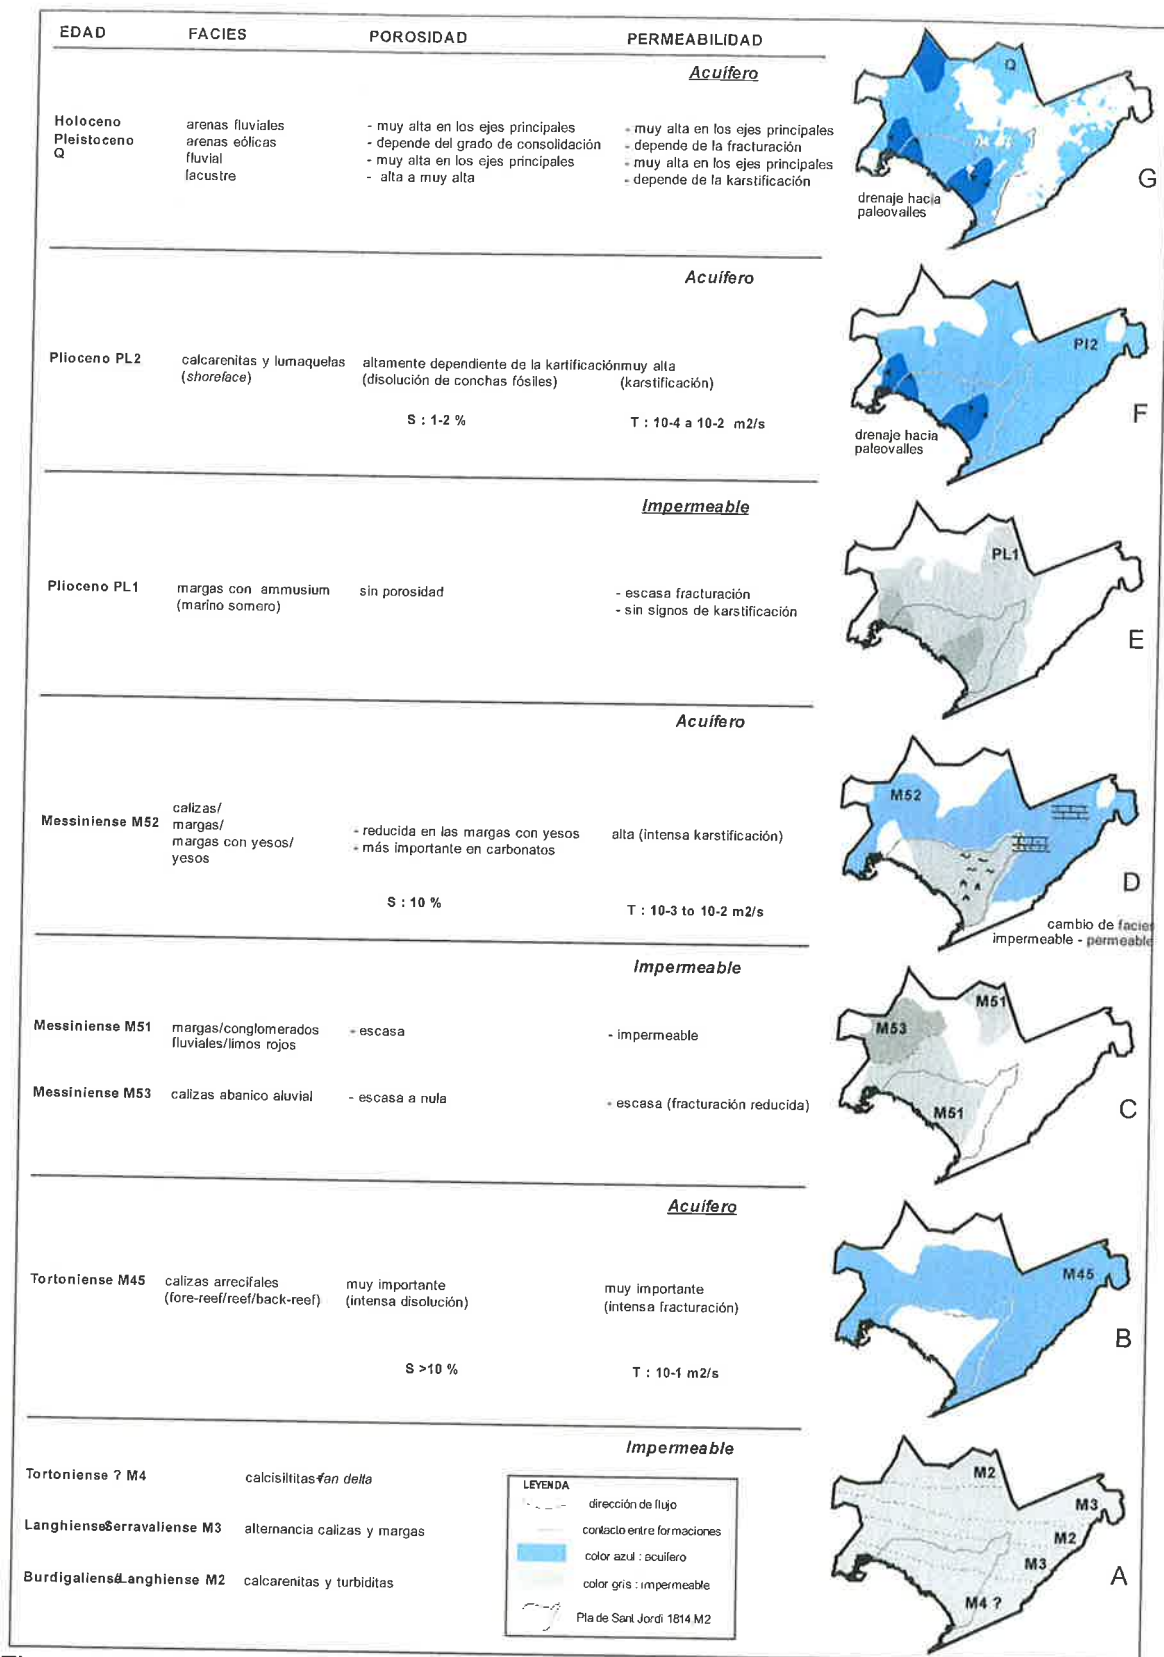 EDAD FACIES POROSIDAD PERMEABILIDAD
Acuífero
Q
Holoceno arenas fluviales - muy alta en los ejes principales - muy alta en los ejes principales
Pleistoceno arenas eólicas - depende del grado de consolidación - depende de la fracturación
Q fluvial - muy alta en los ejes principales - muy alta en los ejes principales
lacustre - alta a muy alta - depende de la karstificación
G
drenaje hacia
paleovalles
Acuífero
Plioceno PL2 calcarenitas y lumaquelas altamente dependiente de la kartificación muy alta
(shoreface) (disolución de conchas fósiles) (karstificación)
Pl2
S : 1-2 % T : 10-4 a 10-2 m2/s
F
drenaje hacia
paleovalles
Impermeable
PL1
Plioceno PL1 margas con ammusium sin porosidad - escasa fracturación
(marino somero) - sin signos de karstificación
E
Acuífero
M52
Messiniense M52 calizas/
margas/
margas con yesos/
yesos
- reducida en las margas con yesos alta (intensa karstificación)
- más importante en carbonatos
S : 10 % T : 10-3 to 10-2 m2/s
D
cambio de facies
impermeable - permeable
Impermeable
M51
M53
Messiniense M51 margas/conglomerados - escasa - impermeable
fluviales/limos rojos
Messiniense M53 calizas abanico aluvial - escasa a nula - escasa (fracturación reducida)
M51
C
Acuífero
M45
Tortoniense M45 calizas arrecifales muy importante muy importante
(fore-reef/reef/back-reef) (intensa disolución) (intensa fracturación)
S >10 % T : 10-1 m2/s
B
Impermeable
Tortoniense ? M4 calcisiltitas fan delta
Langhiense Serravaliense M3 alternancia calizas y margas
Burdigaliense/Langhiense M2 calcarenitas y turbiditas
LEYENDA
dirección de flujo
contacto entre formaciones
color azul : acuífero
color gris : impermeable
Pla de Sant Jordi 1814 M2
M2
M3
M2
M3
M4 ?
A